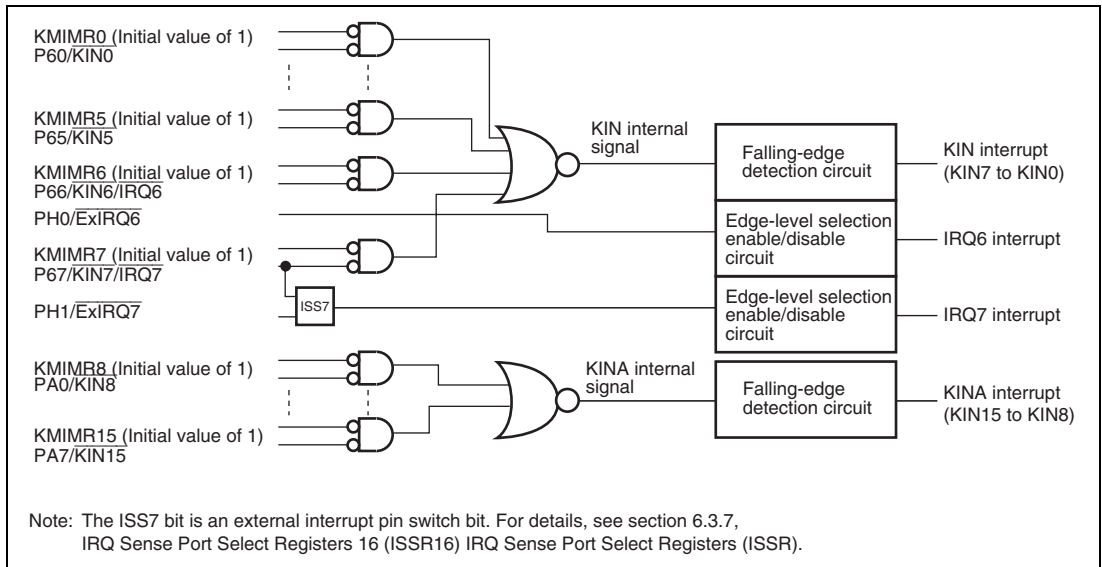 KMIMR0 (Initial value of 1)
P60/KIN0
KMIMR5 (Initial value of 1)
P65/KIN5
KMIMR6 (Initial value of 1)
P66/KIN6/IRQ6
PH0/ExIRQ6
KMIMR7 (Initial value of 1)
P67/KIN7/IRQ7
PH1/ExIRQ7
ISS7
KMIMR8 (Initial value of 1)
PA0/KIN8
KMIMR15 (Initial value of 1)
PA7/KIN15
KIN internal
signal
KINA internal
signal
Falling-edge
detection circuit
Edge-level selection
enable/disable
circuit
Edge-level selection
enable/disable
circuit
Falling-edge
detection circuit
KIN interrupt
(KIN7 to KIN0)
IRQ6 interrupt
IRQ7 interrupt
KINA interrupt
(KIN15 to KIN8)
Note: The ISS7 bit is an external interrupt pin switch bit. For details, see section 6.3.7,
IRQ Sense Port Select Registers 16 (ISSR16) IRQ Sense Port Select Registers (ISSR).